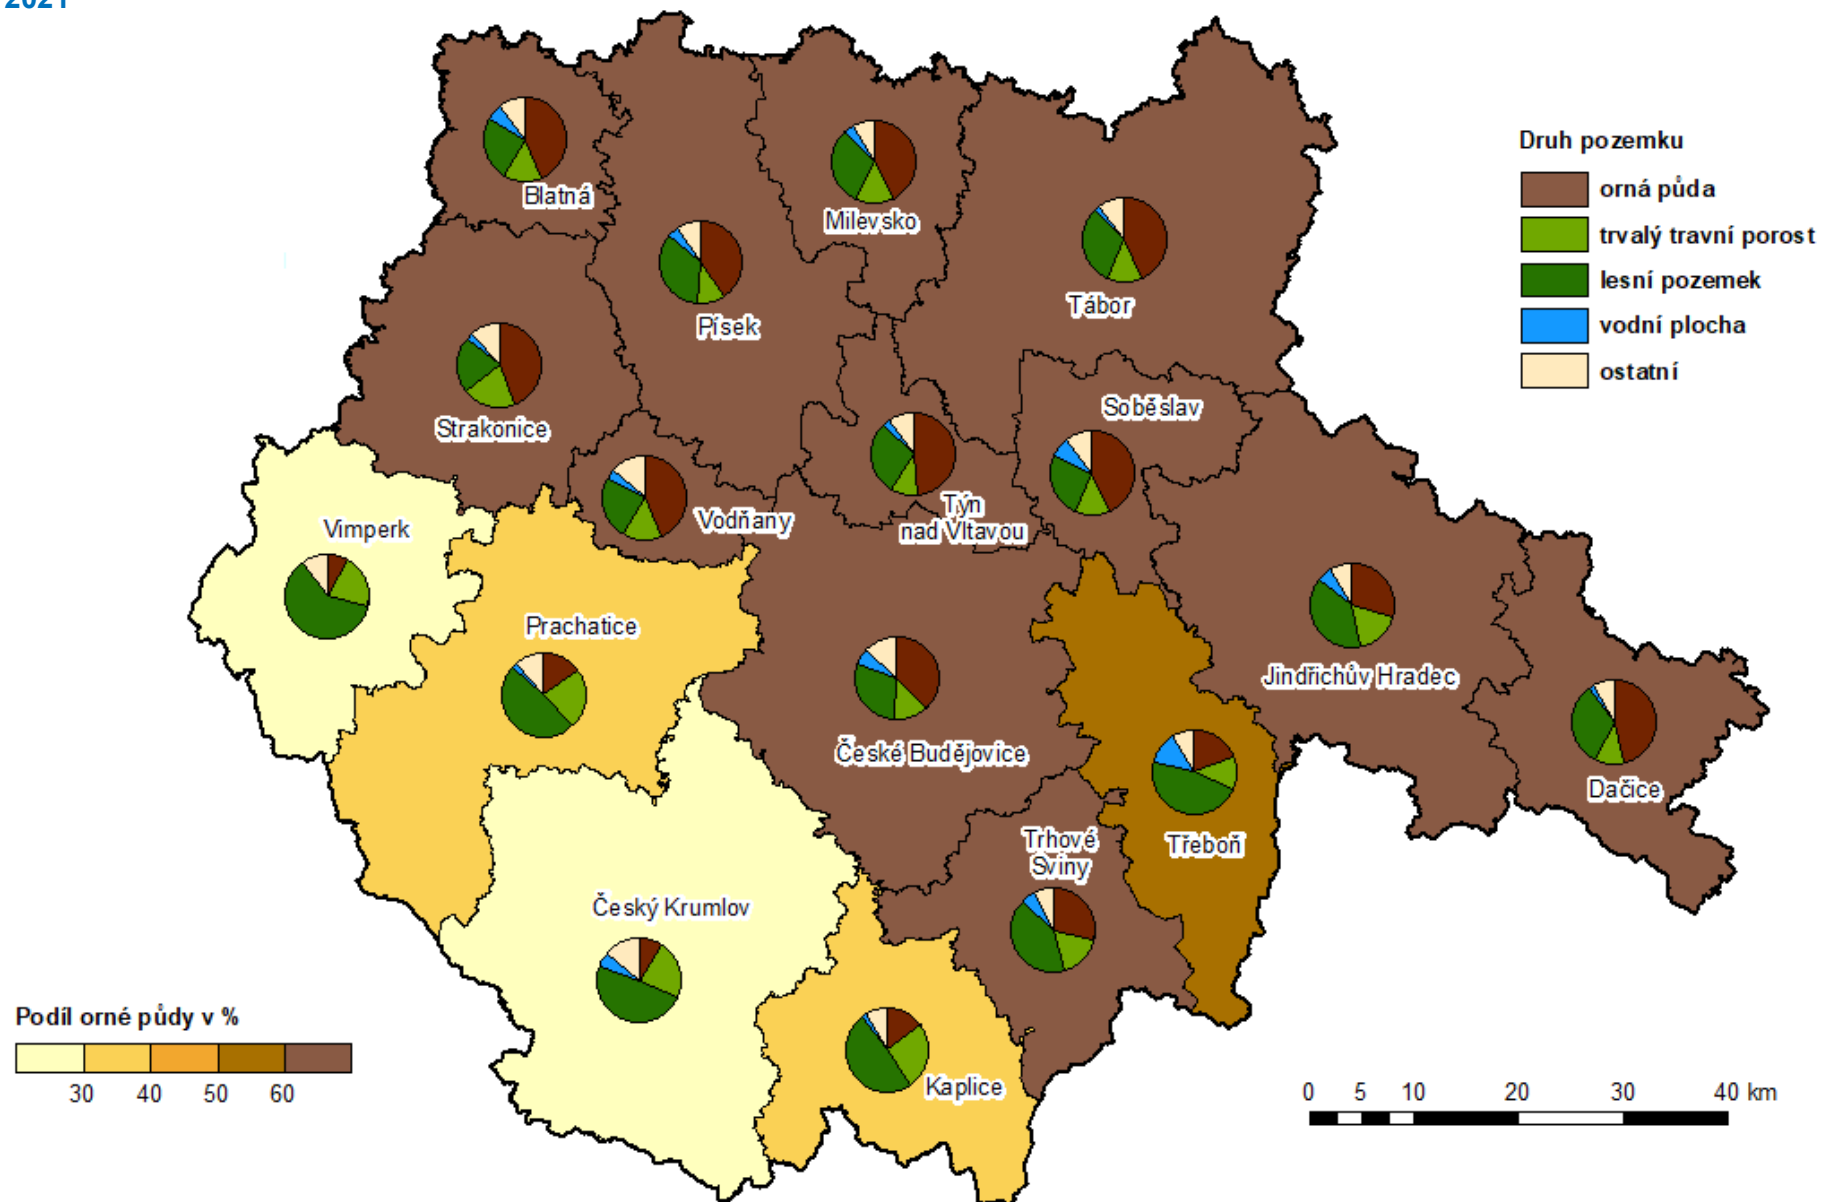 2021
Druh pozemku
orná půda
trvalý travní porost
lesní pozemek
vodní plocha
ostatní
Blatná
Milevsko
Písek
Tábor
Strakonice
Soběslav
Vodňany
Týn
nad Vltavou
Vimperk
Prachatice
Jindřichův Hradec
České Budějovice
Dačice
Třeboň
Trhové
Sviny
Český Krumlov
Kaplice
Podíl orné půdy v %
30 40 50 60
0 5 10 20 30 40 km